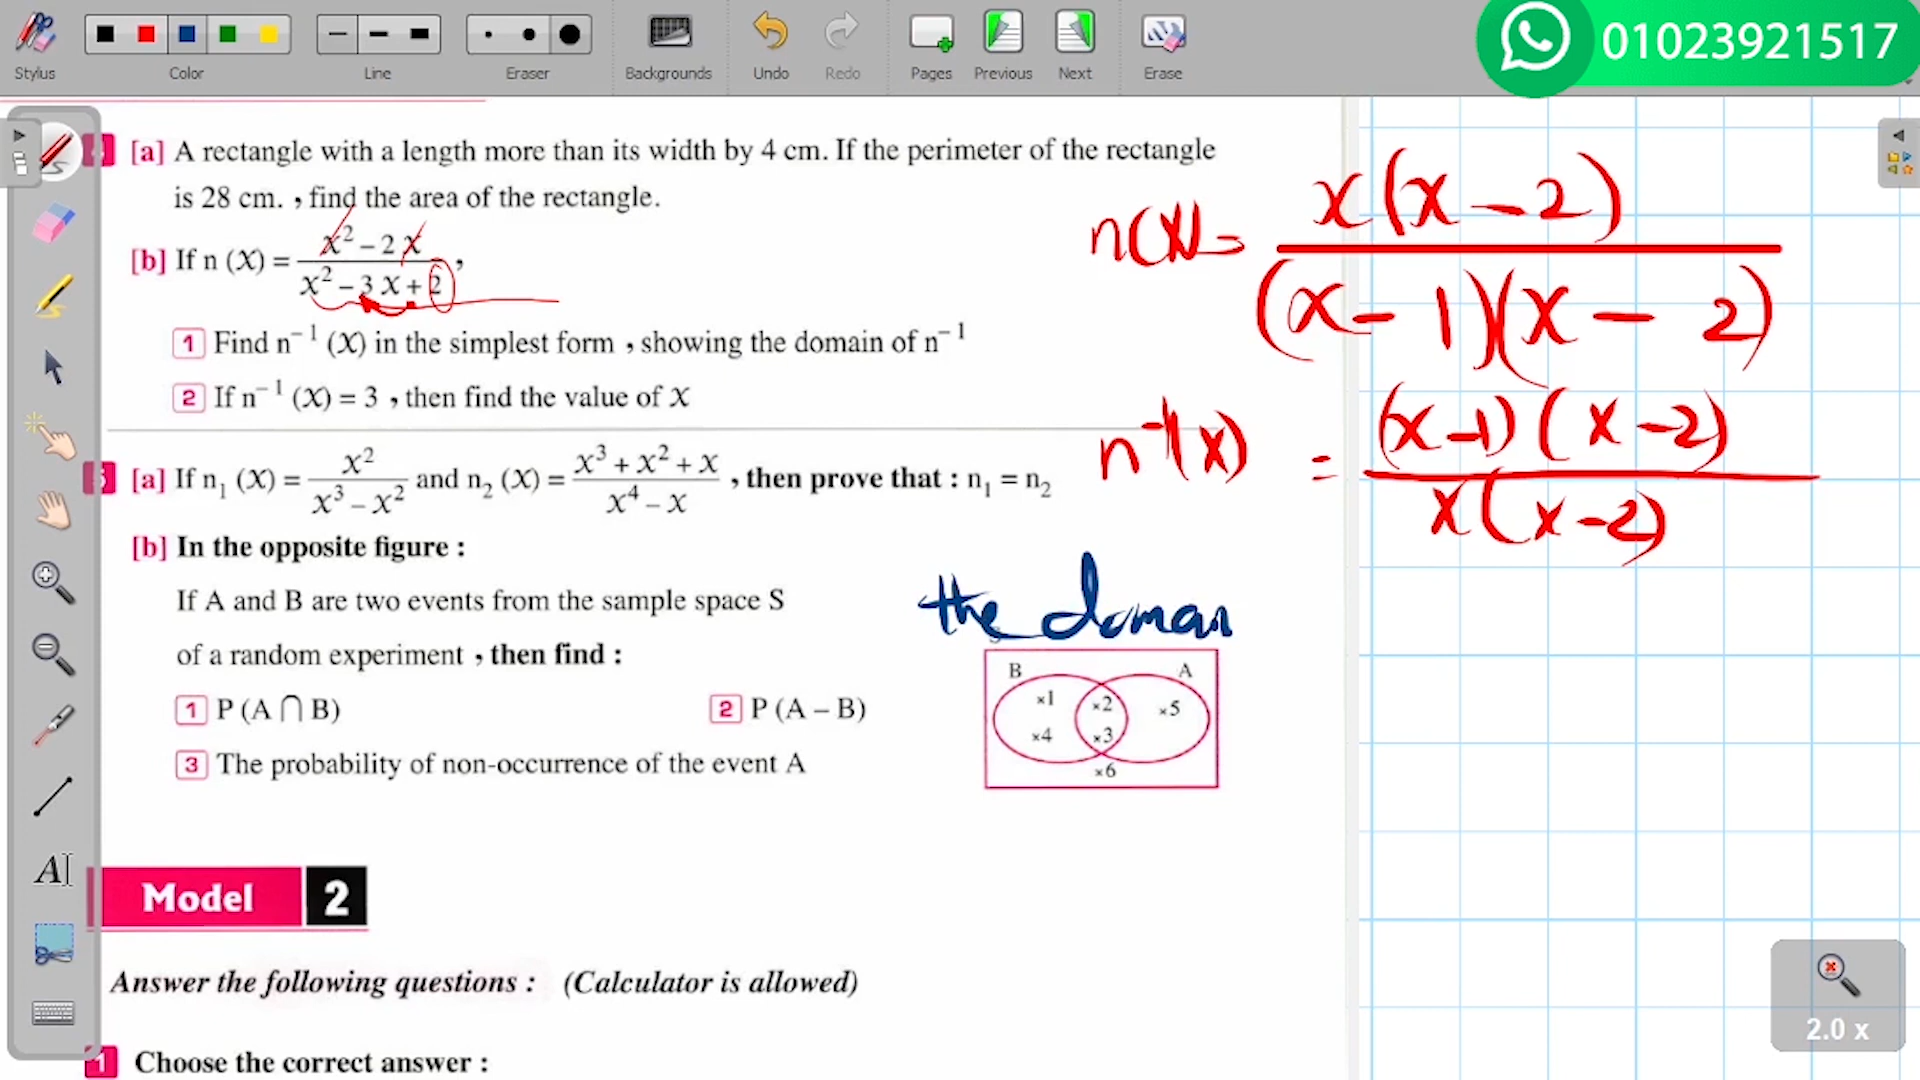 Stylus Color Line Eraser Backgrounds Undo Redo Pages Previous Next Erase
01023921517
[a] A rectangle with a length more than its width by 4 cm. If the perimeter of the rectangle
is 28 cm. , find the area of the rectangle.
[b] If n (X) = (x² – 2 x) / (x² – 3 X + 2) ,
1 Find n⁻¹ (X) in the simplest form , showing the domain of n⁻¹
2 If n⁻¹ (X) = 3 , then find the value of X
[a] If n₁ (X) = x² / (x³ – x²) and n₂ (X) = (x³ + x² + x) / (x⁴ – x) , then prove that : n₁ = n₂
[b] In the opposite figure :
If A and B are two events from the sample space S
of a random experiment , then find :
1 P (A ∩ B) 2 P (A – B)
3 The probability of non-occurrence of the event A
n(x) = x(x – 2) / (x – 1)(x – 2)
n⁻¹(x) = (x – 1)(x – 2) / x(x – 2)
the doman
B A
×1 ×2 ×5
×4 ×3
×6
Model 2
Answer the following questions : (Calculator is allowed)
1 Choose the correct answer :
2.0 x